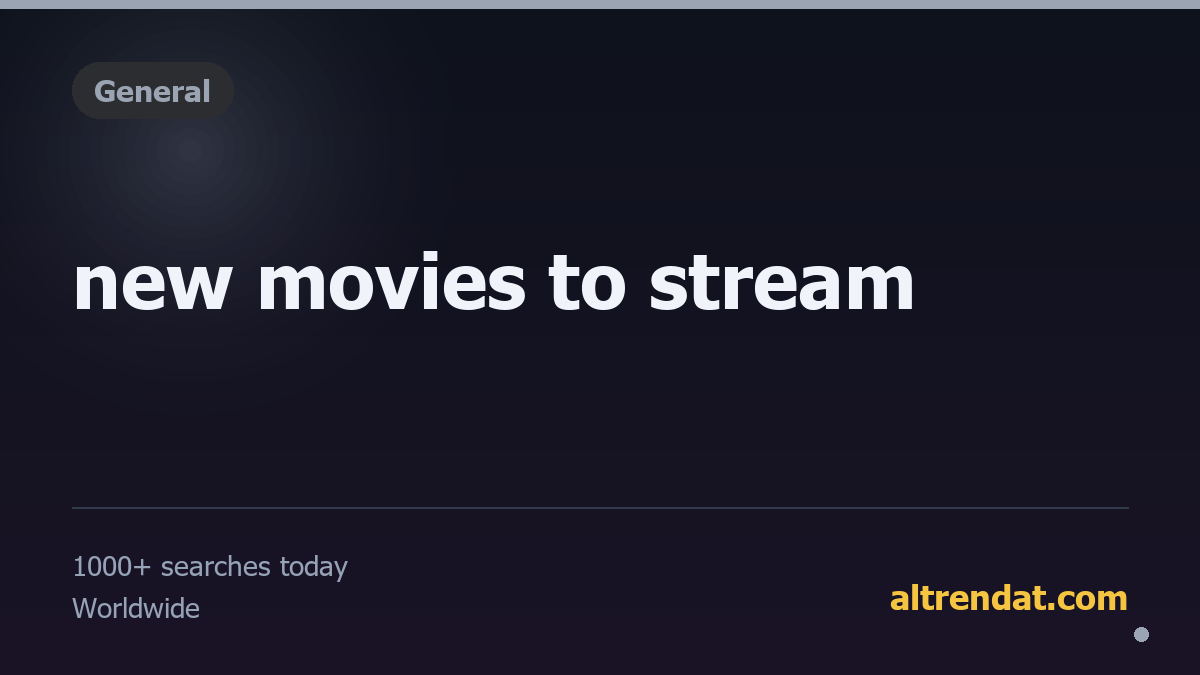 General
new movies to stream
1000+ searches today
Worldwide
altrendat.com